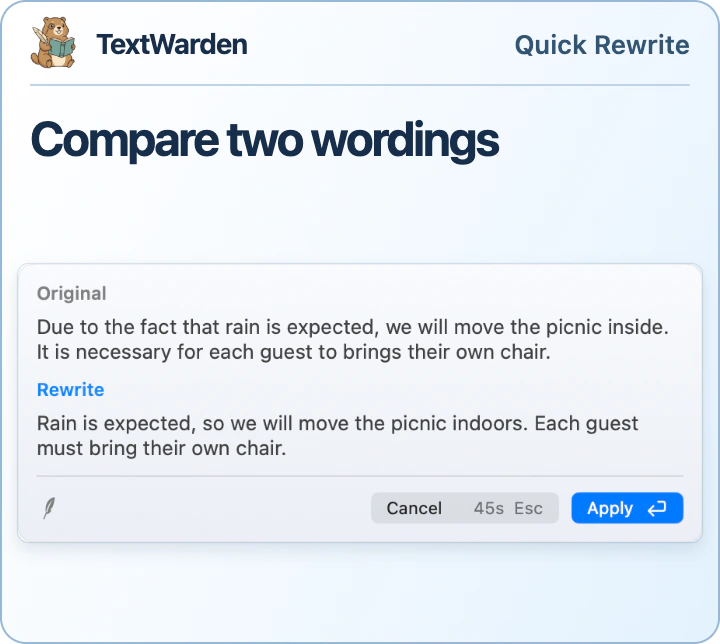 TextWarden
Quick Rewrite
Compare two wordings
Original
Due to the fact that rain is expected, we will move the picnic inside.
It is necessary for each guest to brings their own chair.
Rewrite
Rain is expected, so we will move the picnic indoors. Each guest
must bring their own chair.
Cancel 45s Esc
Apply